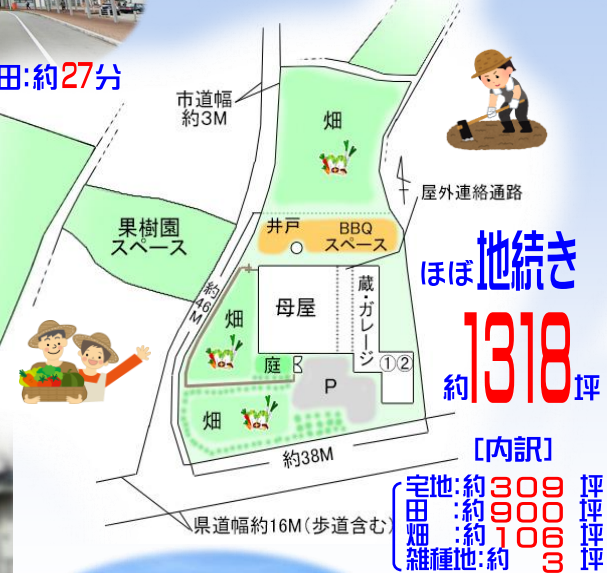 田:約27分
市道幅
約3M
畑
屋外連絡通路
果樹園
スペース
井戸
BBQ
スペース
ほぼ地続き
約1318坪
約46M
畑
母屋
蔵・ガレージ
①②
庭
P
畑
約38M
県道幅約16M(歩道含む)
[内訳]
宅地:約309坪
田:約900坪
畑:約106坪
雑種地:約3坪